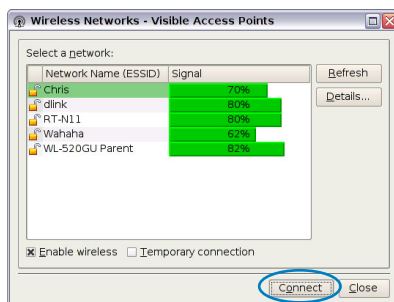 Wireless Networks - Visible Access Points
Select a network:
Network Name (ESSID) Signal
Refresh
Chris 70%
dlink 80%
Details...
RT-N11 80%
Wahaha 62%
WL-520GU Parent 82%
Enable wireless Temporary connection
Connect Close